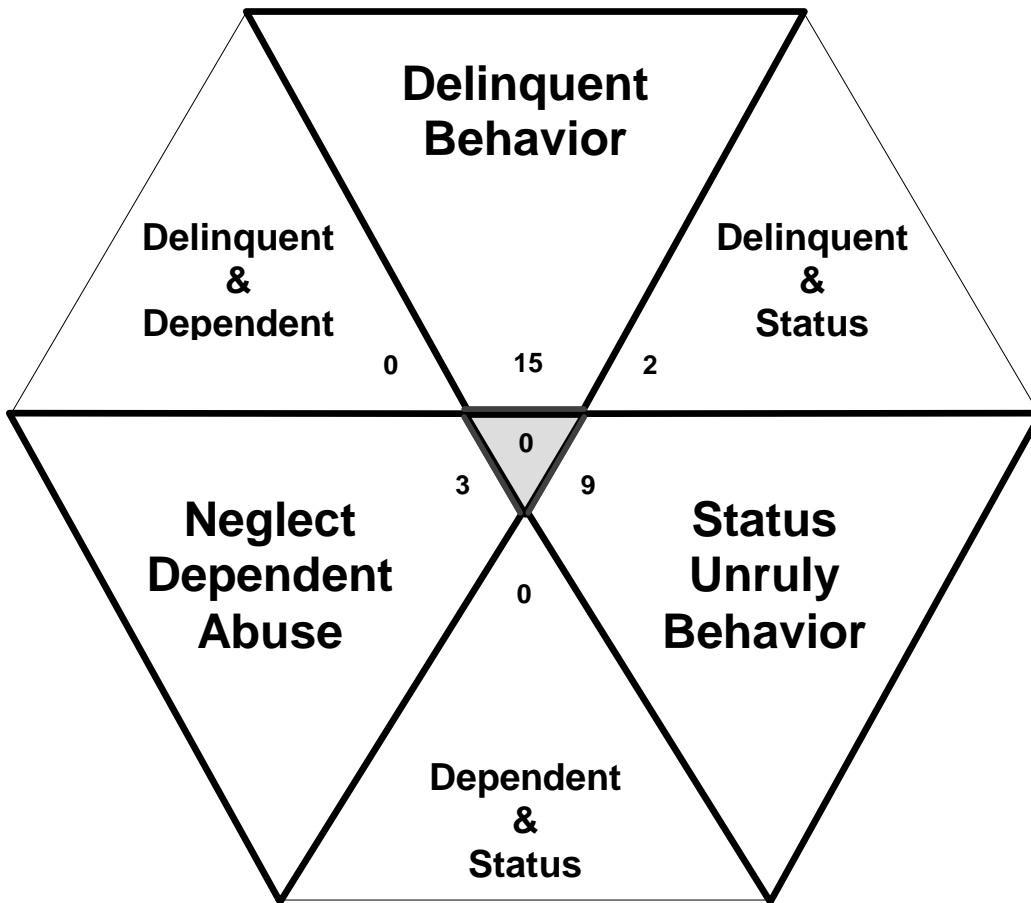 Delinquent
Behavior
Delinquent
&
Dependent
Delinquent
&
Status
0
15
2
0
3
9
Neglect
Dependent
Abuse
Status
Unruly
Behavior
0
Dependent
&
Status